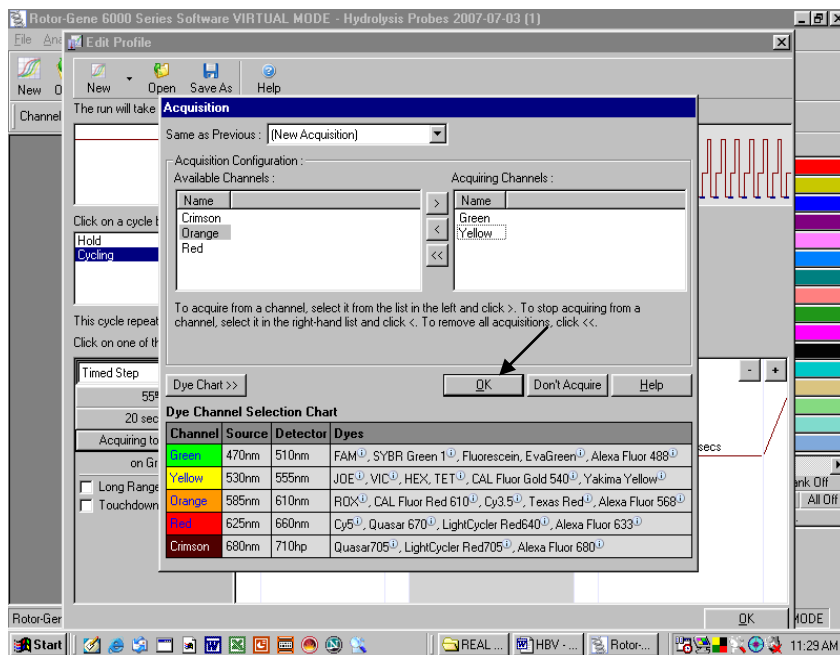 Rotor-Gene 6000 Series Software VIRTUAL MODE - Hydrolysis Probes 2007-07-03 (1)
File Ana
Edit Profile
New
New Open Save As Help
Channel
The run will take
Acquisition
Same as Previous : (New Acquisition)
Acquisition Configuration :
Available Channels :
Name
Crimson
Orange
Red
>
<
<<
Acquiring Channels :
Name
Green
Yellow
To acquire from a channel, select it from the list in the left and click >. To stop acquiring from a
channel, select it in the right-hand list and click <. To remove all acquisitions, click <<.
Dye Chart >> OK Don't Acquire Help
Dye Channel Selection Chart
Channel Source Detector Dyes
Green 470nm 510nm FAM, SYBR Green 1, Fluorescein, EvaGreen, Alexa Fluor 488
Yellow 530nm 555nm JOE, VIC, HEX, TET, CAL Fluor Gold 540, Yakima Yellow
Orange 585nm 610nm ROX, CAL Fluor Red 610, Cy3.5, Texas Red, Alexa Fluor 568
Red 625nm 660nm Cy5, Quasar 670, LightCycler Red640, Alexa Fluor 633
Crimson 680nm 710hp Quasar705, LightCycler Red705, Alexa Fluor 680
Click on a cycle b
Hold
Cycling
This cycle repeat
Click on one of th
Timed Step
55º
20 sec
Acquiring to
on Gr
Long Range
Touchdown
- +
secs
ank Off
All Off
OK
Rotor-Ger
MODE
Start
REAL ...
HBV - ...
Rotor-...
11:29 AM